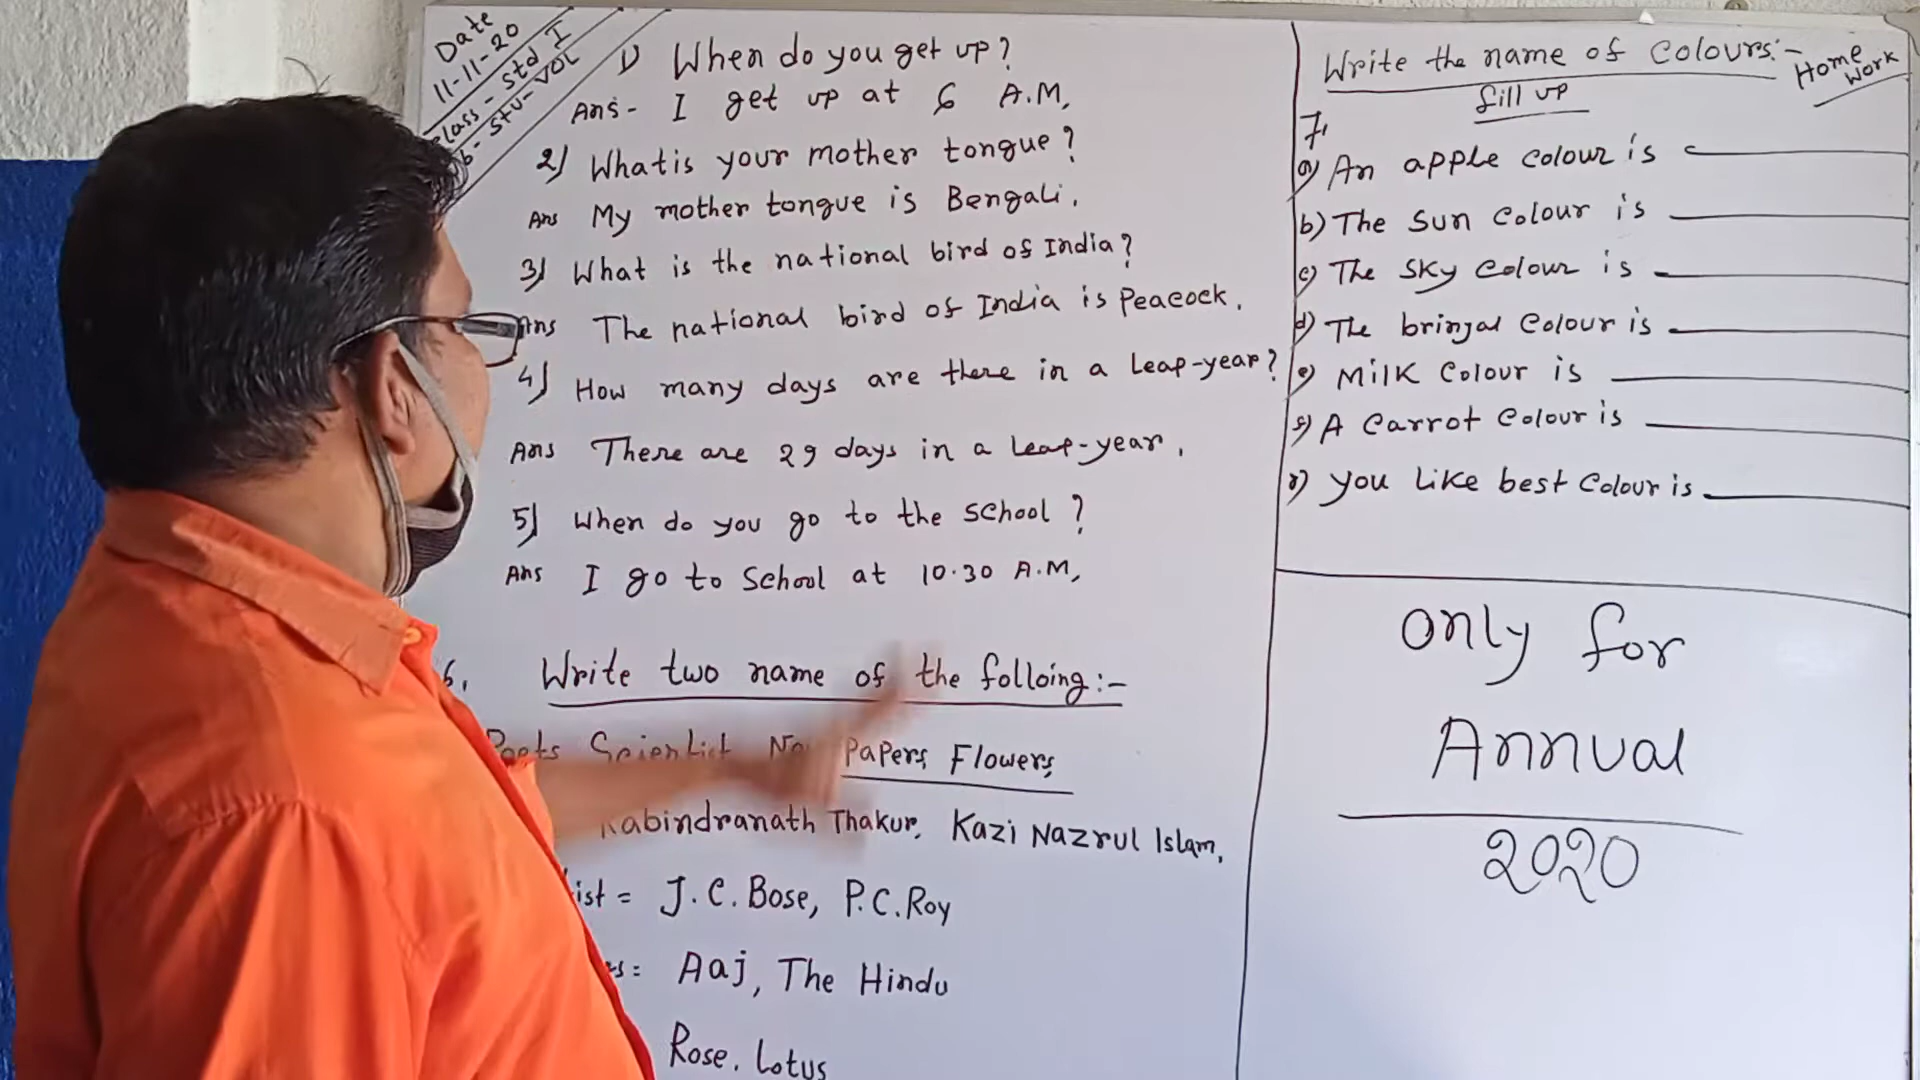 Date
11-11-20
Class - Std I
b - Stu-VOL
1) When do you get up?
Ans- I get up at 6 A.M,
2) What is your mother tongue?
Ans My mother tongue is Bengali.
3) What is the national bird of India?
Ans The national bird of India is Peacock.
4) How many days are there in a leap-year?
Ans There are 29 days in a leap-year.
5) When do you go to the school?
Ans I go to School at 10.30 A.M,
6. Write two name of the folloing:-
Poets Scientist Papers Flowers
Rabindranath Thakur, Kazi Nazrul Islam,
ist = J.C. Bose, P.C. Roy
rs: Aaj, The Hindu
Rose. Lotus
Write the name of Colours:-
Home Work
fill up
7.
a) An apple colour is
b) The Sun Colour is
c) The Sky Colour is
d) The brinjal Colour is
e) Milk Colour is
f) A Carrot Colour is
g) you like best Colour is
Only for
Annual
2020